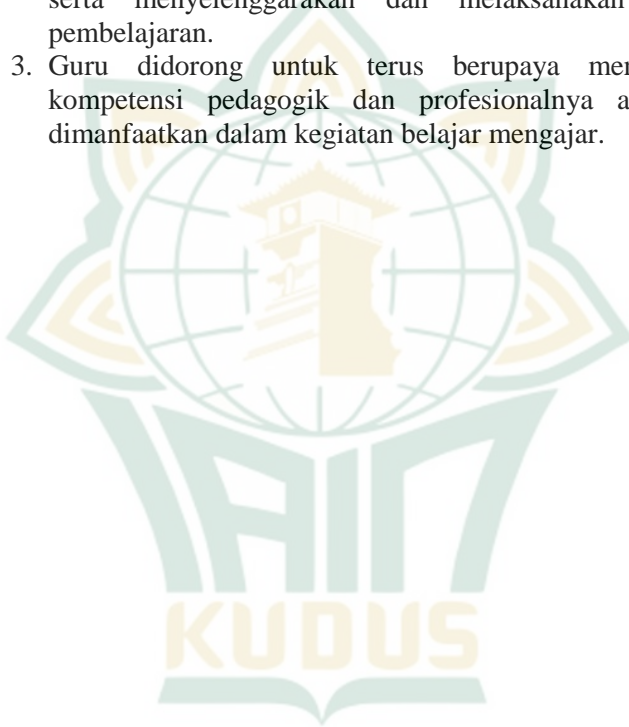 serta menyelenggarakan dan melaksanakan
pembelajaran.
3. Guru didorong untuk terus berupaya
kompetensi pedagogik dan profesionalnya
dimanfaatkan dalam kegiatan belajar mengajar.
IAIN
KUDUS